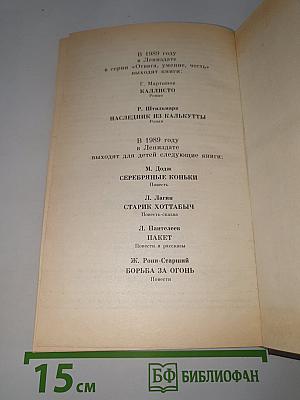 В 1989 году
в Лениздате
в серии «Отвага, умение, честь»
выходят книги:
Г. Мартынов
КАЛЛИСТО
Роман
Р. Штильмарк
НАСЛЕДНИК ИЗ КАЛЬКУТТЫ
Роман
В 1989 году
в Лениздате
выходят для детей следующие книги:
М. Додж
СЕРЕБРЯНЫЕ КОНЬКИ
Повесть
Л. Лагин
СТАРИК ХОТТАБЫЧ
Повесть-сказка
Л. Пантелеев
ПАКЕТ
Повести и рассказы
Ж. Рони-Старший
БОРЬБА ЗА ОГОНЬ
Повести
15 см
БФ БИБЛИОФАН